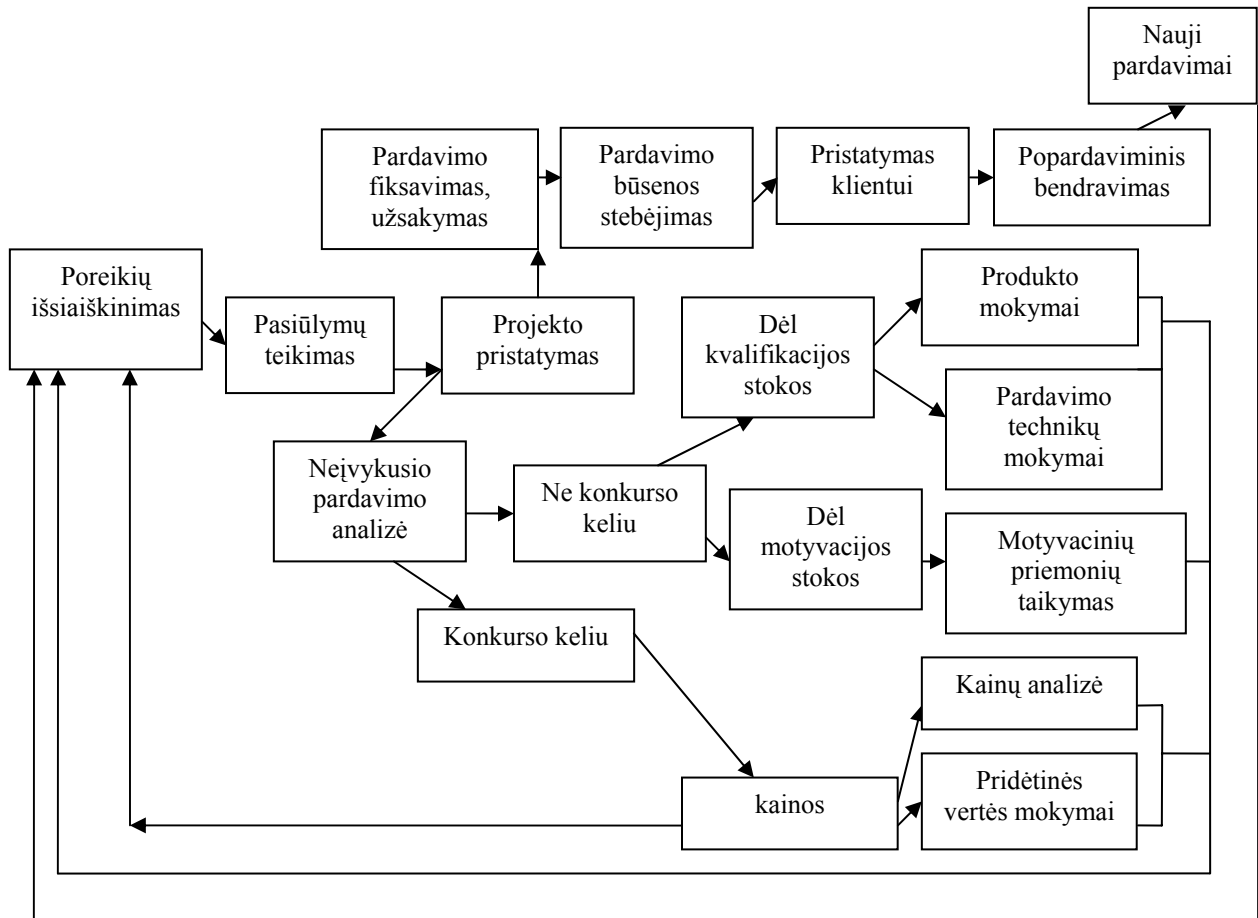 Nauji
pardavimai
Pardavimo
fiksavimas,
užsakymas
Pardavimo
būsenos
stebėjimas
Pristatymas
klientui
Popardaviminis
bendravimas
Poreikių
išsiaiškinimas
Pasiūlymų
teikimas
Projekto
pristatymas
Dėl
kvalifikacijos
stokos
Produkto
mokymai
Pardavimo
technikų
mokymai
Neįvykusio
pardavimo
analizė
Ne konkurso
keliu
Dėl
motyvacijos
stokos
Motyvacinių
priemonių
taikymas
Konkurso keliu
Kainų analizė
kainos
Pridėtinės
vertės mokymai